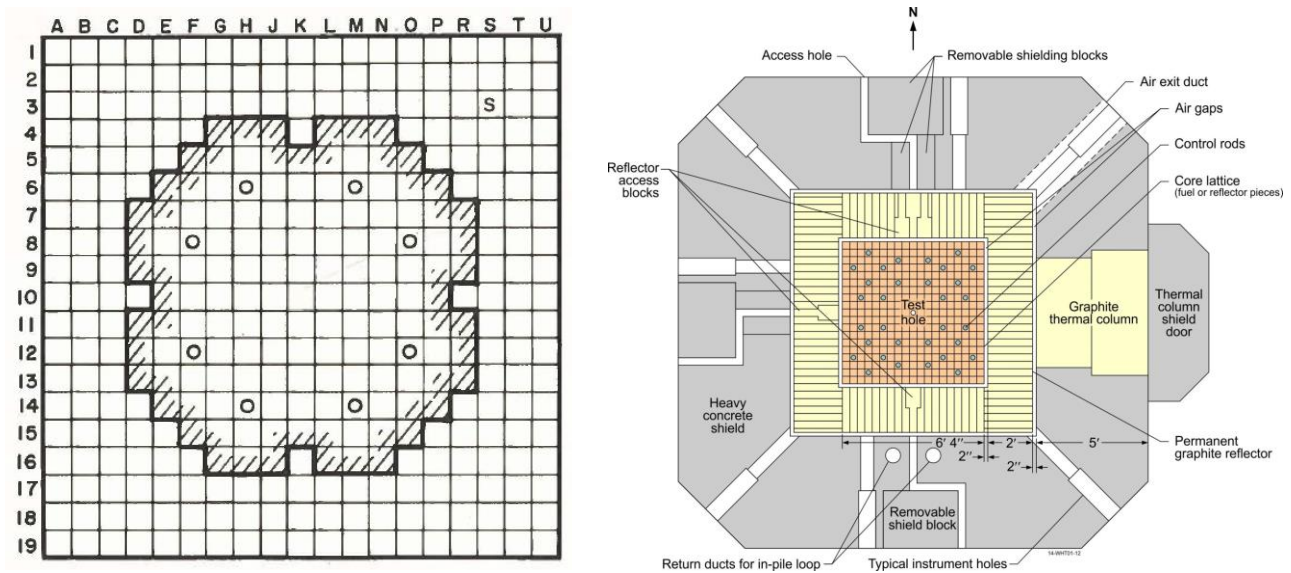 A B C D E F G H J K L M N O P R S T U
1
2
3
S
4
5
6
7
8
9
10
11
12
13
14
15
16
17
18
19
N
Access hole
Removable shielding blocks
Air exit duct
Air gaps
Control rods
Core lattice
(fuel or reflector pieces)
Reflector
access
blocks
Test
hole
Graphite
thermal column
Thermal
column
shield
door
Heavy
concrete
shield
6' 4"
2'
5'
2"
2"
Permanent
graphite reflector
Removable
shield block
14-WHT01-12
Return ducts for in-pile loop
Typical instrument holes